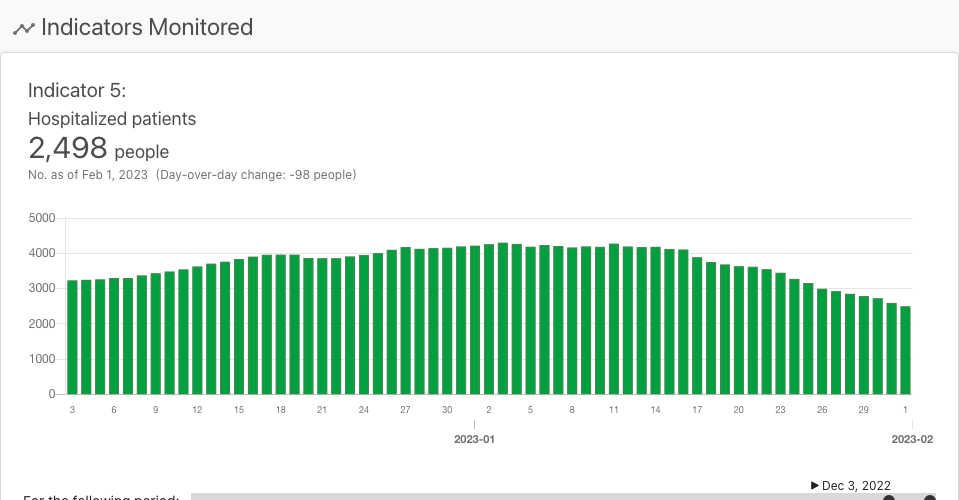 Indicators Monitored
Indicator 5:
Hospitalized patients
2,498 people
No. as of Feb 1, 2023 (Day-over-day change: -98 people)
5000
4000
3000
2000
1000
0
3 6 9 12 15 18 21 24 27 30 2 5 8 11 14 17 20 23 26 29 1
2023-01 2023-02
Dec 3, 2022
For the following period: